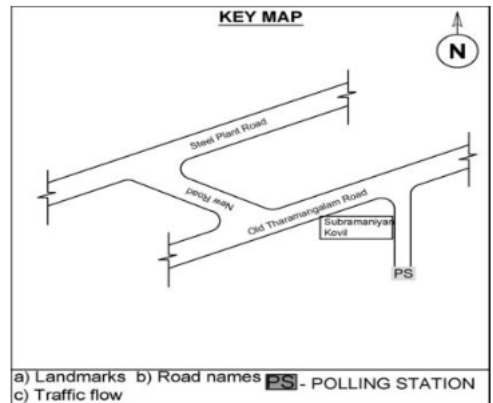 KEY MAP
N
Steel Plant Road
New Road
Old Tharamangalam Road
Subramaniyan
Kovil
PS
a) Landmarks b) Road names PS - POLLING STATION
c) Traffic flow